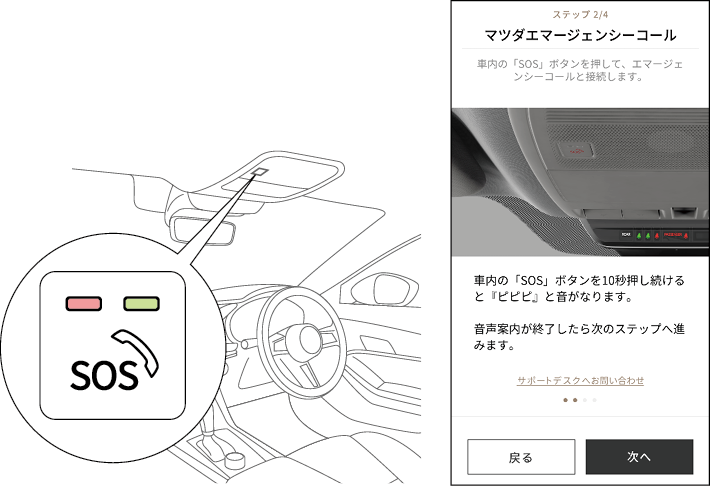 SOS
ステップ 2/4
マツダエマージェンシーコール
車内の「SOS」ボタンを押して、エマージェ
ンシーコールと接続します。
車内の「SOS」ボタンを10秒押し続ける
と『ピピピ』と音がなります。
音声案内が終了したら次のステップへ進
みます。
サポートデスクへお問い合わせ
戻る
次へ